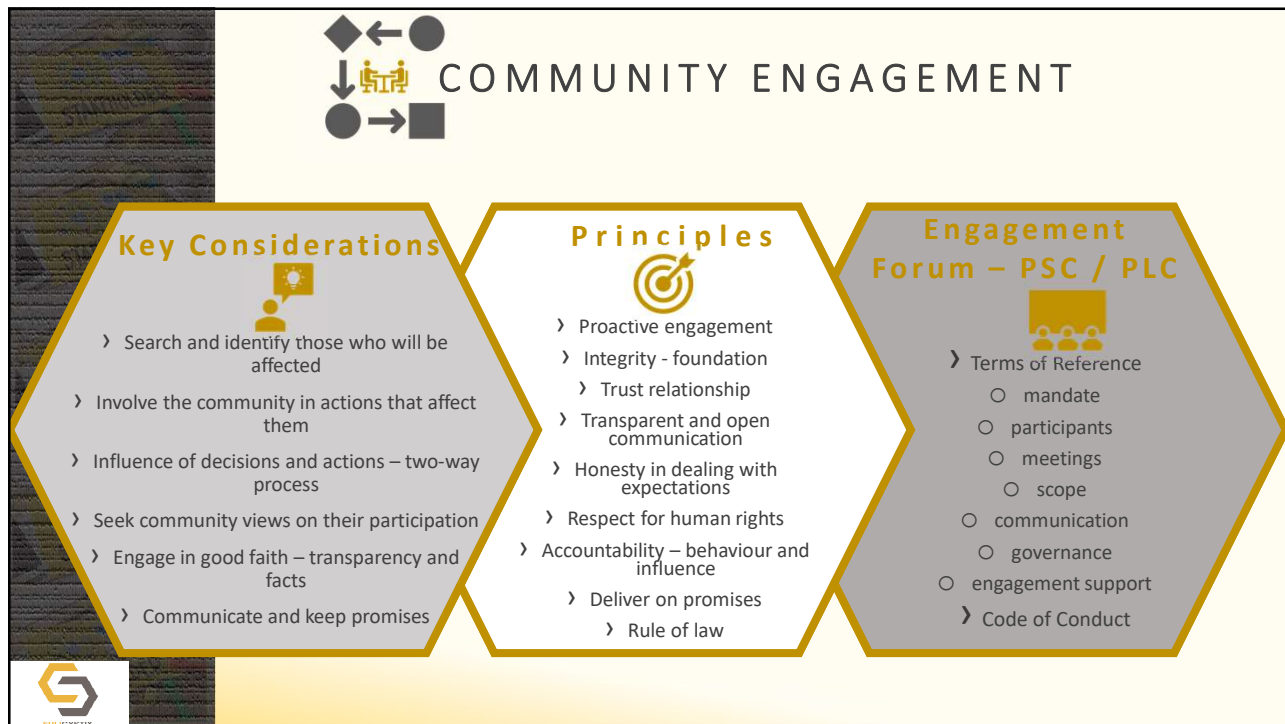 COMMUNITY ENGAGEMENT
Key Considerations
› Search and identify those who will be
affected
› Involve the community in actions that affect
them
› Influence of decisions and actions – two-way
process
› Seek community views on their participation
› Engage in good faith – transparency and
facts
› Communicate and keep promises
Principles
› Proactive engagement
› Integrity - foundation
› Trust relationship
› Transparent and open
communication
› Honesty in dealing with
expectations
› Respect for human rights
› Accountability – behaviour and
influence
› Deliver on promises
› Rule of law
Engagement
Forum – PSC / PLC
› Terms of Reference
○ mandate
○ participants
○ meetings
○ scope
○ communication
○ governance
○ engagement support
› Code of Conduct